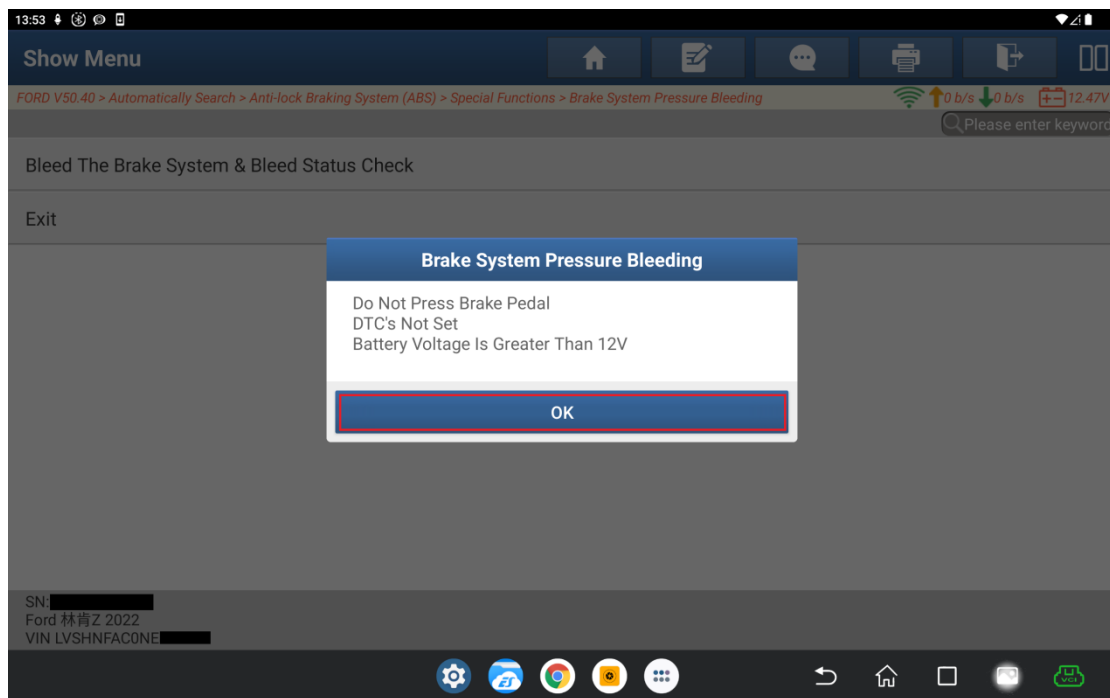 13:53
Show Menu
FORD V50.40 > Automatically Search > Anti-lock Braking System (ABS) > Special Functions > Brake System Pressure Bleeding
0 b/s 0 b/s 12.47V
Please enter keyword
Bleed The Brake System & Bleed Status Check
Exit
Brake System Pressure Bleeding
Do Not Press Brake Pedal
DTC's Not Set
Battery Voltage Is Greater Than 12V
OK
SN:
Ford 林肯Z 2022
VIN LVSHNFAC0NE
ES
VCI